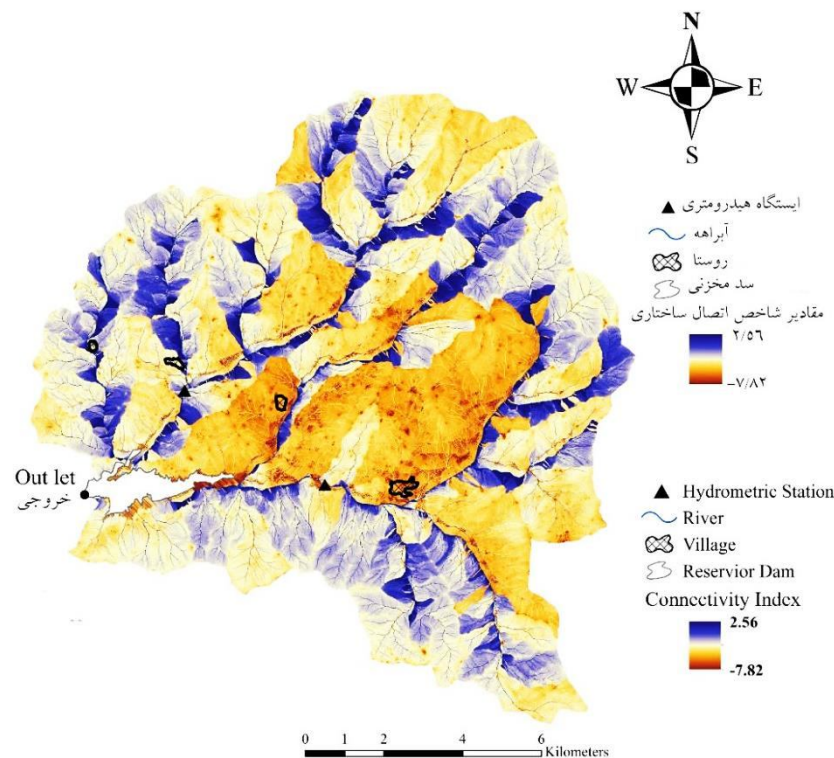 N
W E
S
ایستگاه هیدرومتری
آبراهه
روستا
سد مخزنی
مقادیر شاخص اتصال ساختاری
۲/۵۶
-۷/۸۲
Out let
خروجی
Hydrometric Station
River
Village
Reservior Dam
Connectivity Index
2.56
-7.82
0 1 2 4 6
Kilometers